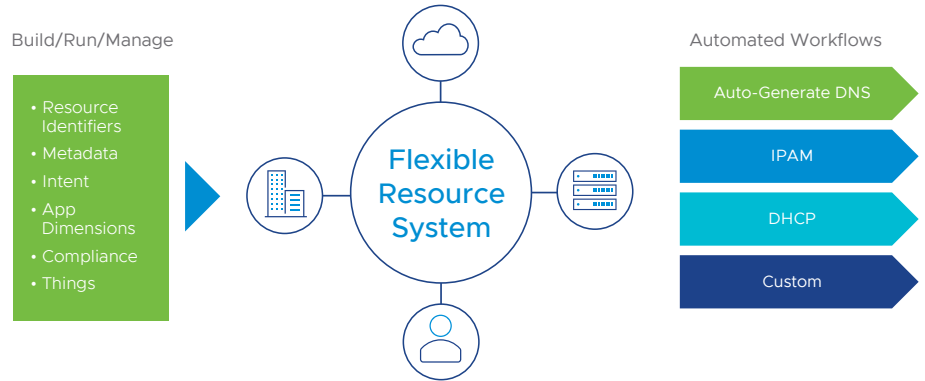 Build/Run/Manage
• Resource
Identifiers
• Metadata
• Intent
• App
Dimensions
• Compliance
• Things
Flexible
Resource
System
Automated Workflows
Auto-Generate DNS
IPAM
DHCP
Custom